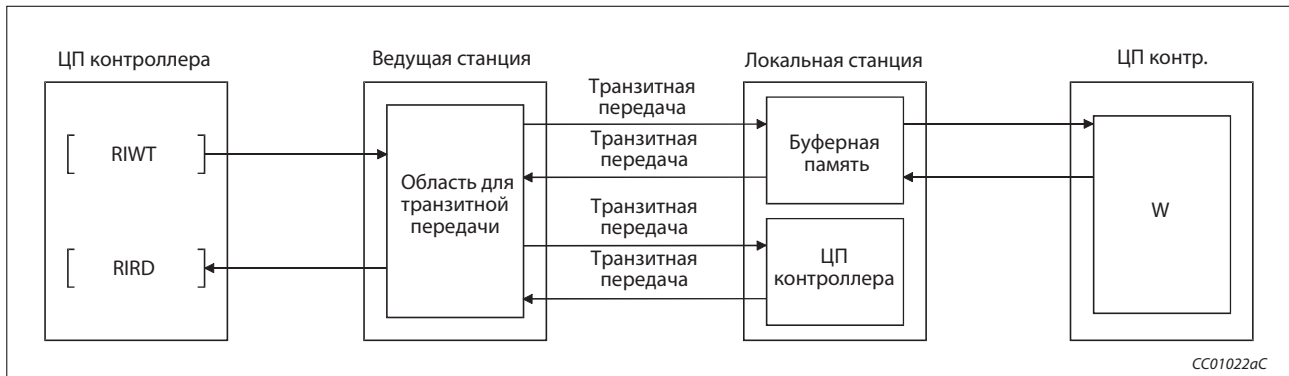 ЦП контроллера
Ведущая станция
Локальная станция
ЦП контр.
RIWT
RIRD
Область для
транзитной
передачи
Транзитная
передача
Транзитная
передача
Транзитная
передача
Транзитная
передача
Буферная
память
ЦП
контроллера
W
CC01022aC